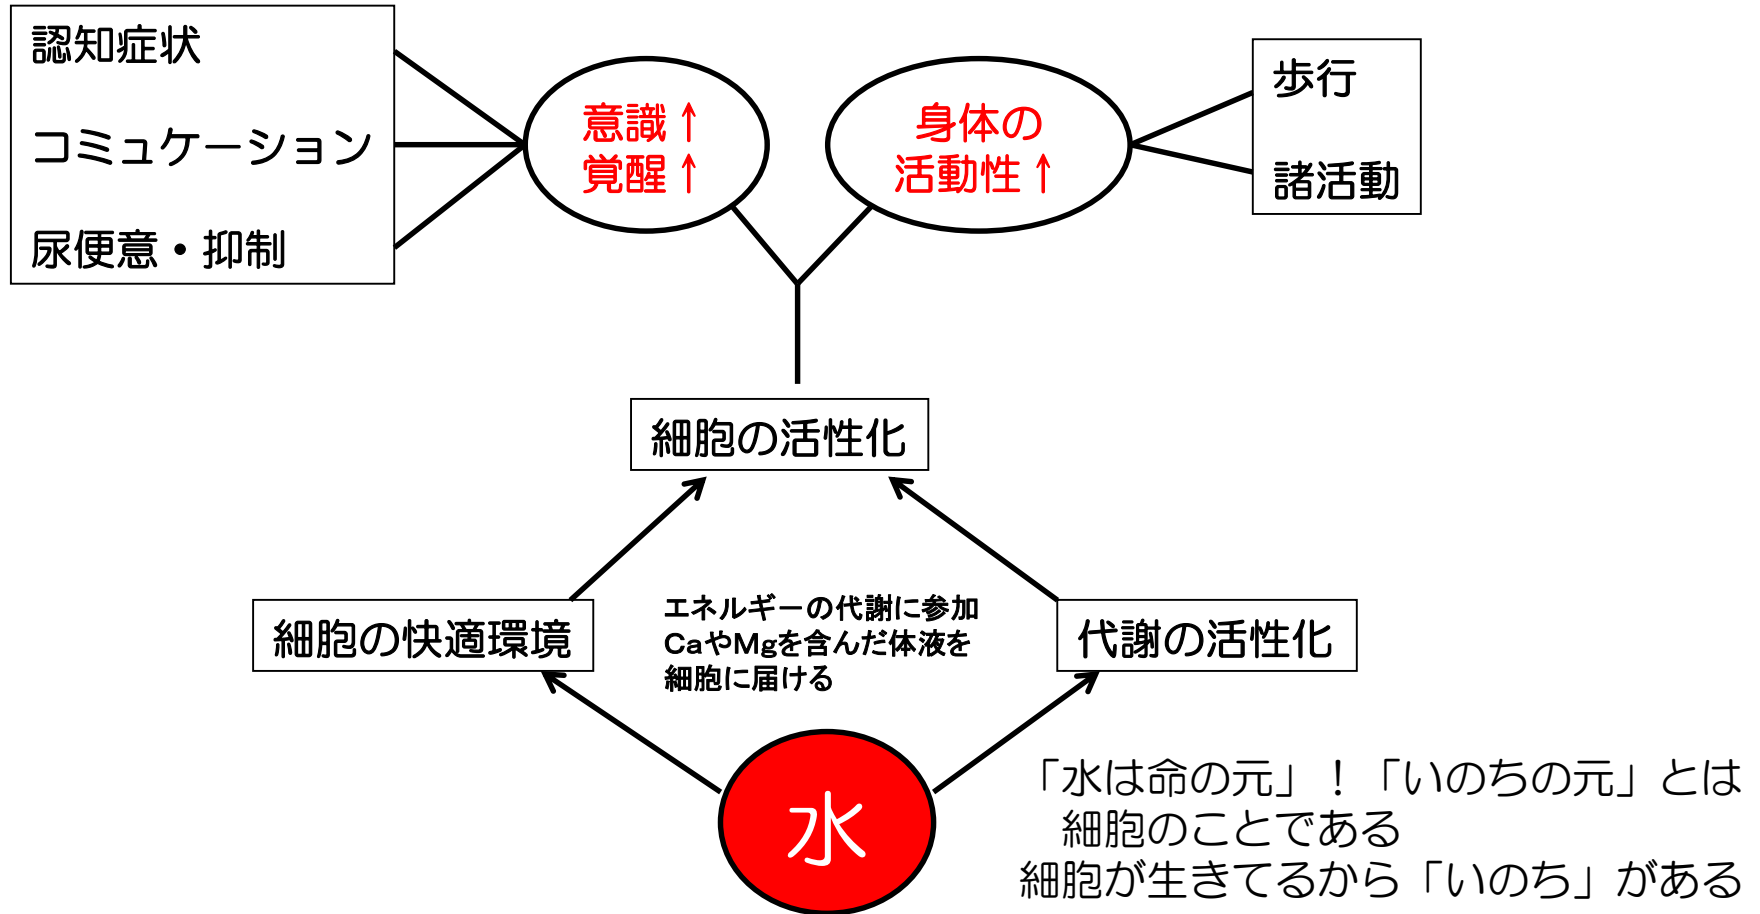 認知症状
コミュケーション
尿便意・抑制
意識↑
覚醒↑
身体の
活動性↑
歩行
諸活動
細胞の活性化
細胞の快適環境
エネルギーの代謝に参加
CaやMgを含んだ体液を
細胞に届ける
代謝の活性化
水
「水は命の元」！「いのちの元」とは
細胞のことである
細胞が生きてるから「いのち」がある